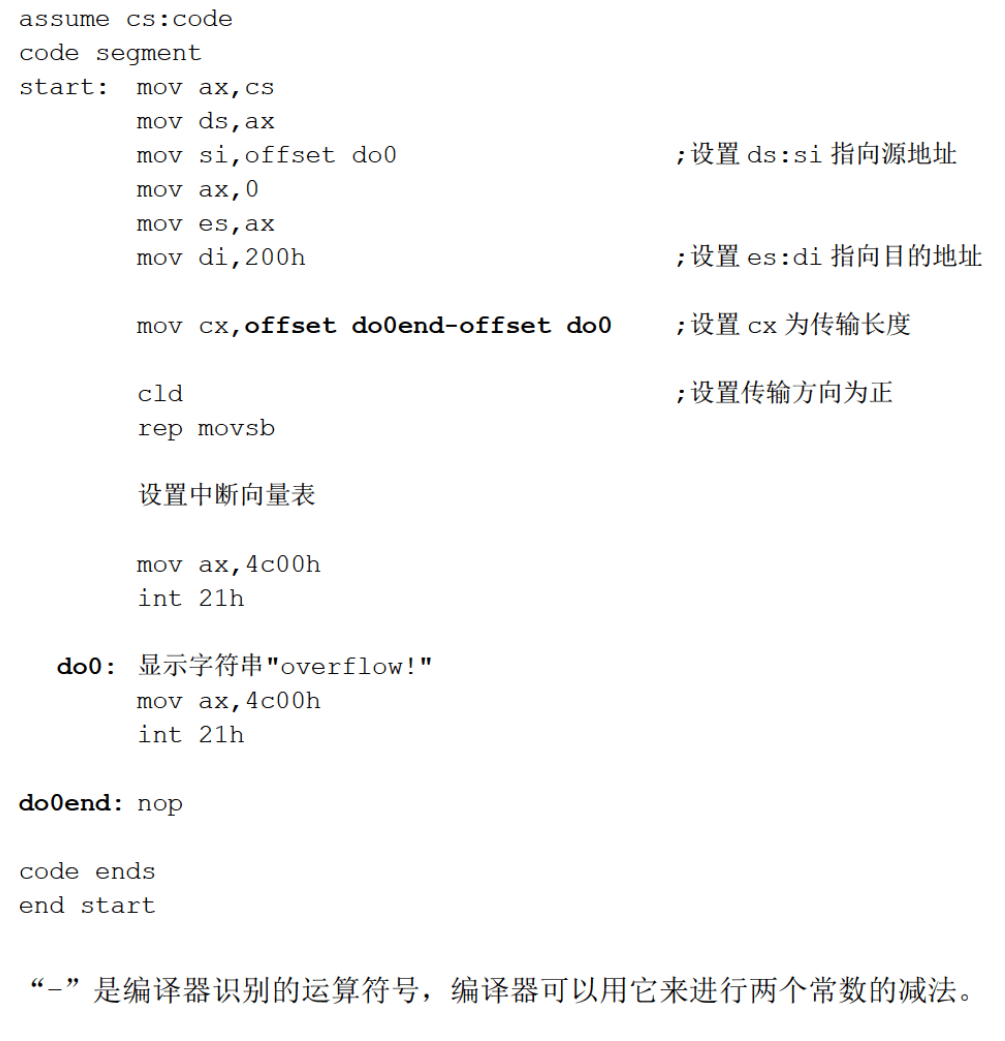 assume cs:code
code segment
start: mov ax,cs
mov ds,ax
mov si,offset do0 ;设置 ds:si 指向源地址
mov ax,0
mov es,ax
mov di,200h ;设置 es:di 指向目的地址
mov cx,offset do0end-offset do0 ;设置 cx 为传输长度
cld ;设置传输方向为正
rep movsb
设置中断向量表
mov ax,4c00h
int 21h
do0: 显示字符串"overflow!"
mov ax,4c00h
int 21h
do0end: nop
code ends
end start
“-”是编译器识别的运算符号，编译器可以用它来进行两个常数的减法。